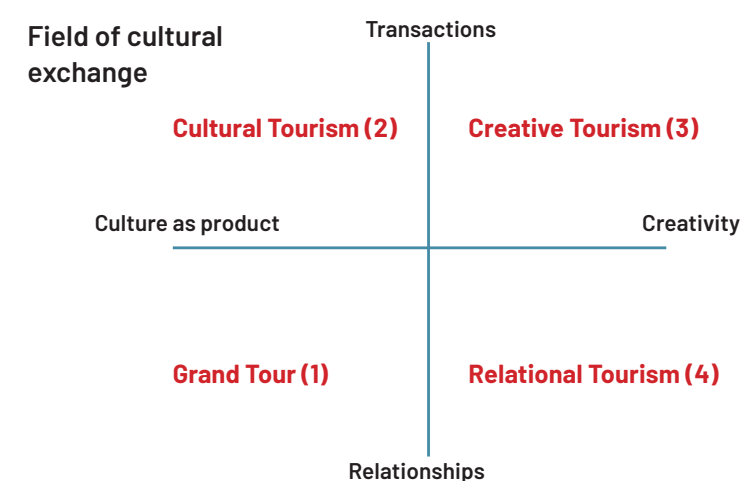 Field of cultural
exchange
Transactions
Cultural Tourism (2)
Creative Tourism (3)
Culture as product
Creativity
Grand Tour (1)
Relational Tourism (4)
Relationships